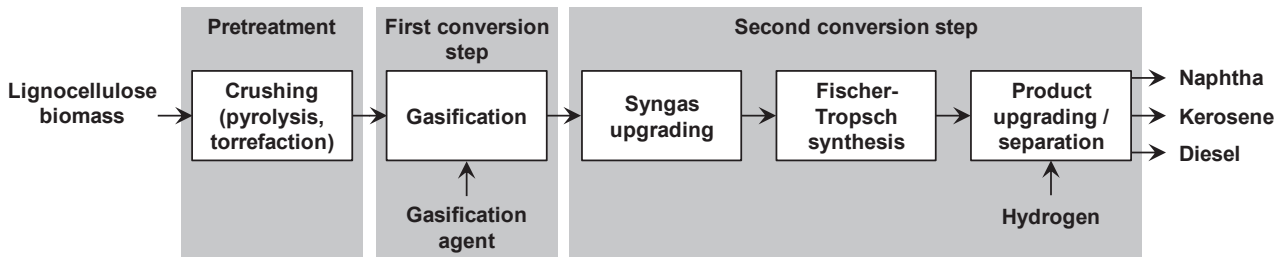 Pretreatment
First conversion
step
Second conversion step
Lignocellulose
biomass
Crushing
(pyrolysis,
torrefaction)
Gasification
Syngas
upgrading
Fischer-
Tropsch
synthesis
Product
upgrading /
separation
Naphtha
Kerosene
Diesel
Gasification
agent
Hydrogen